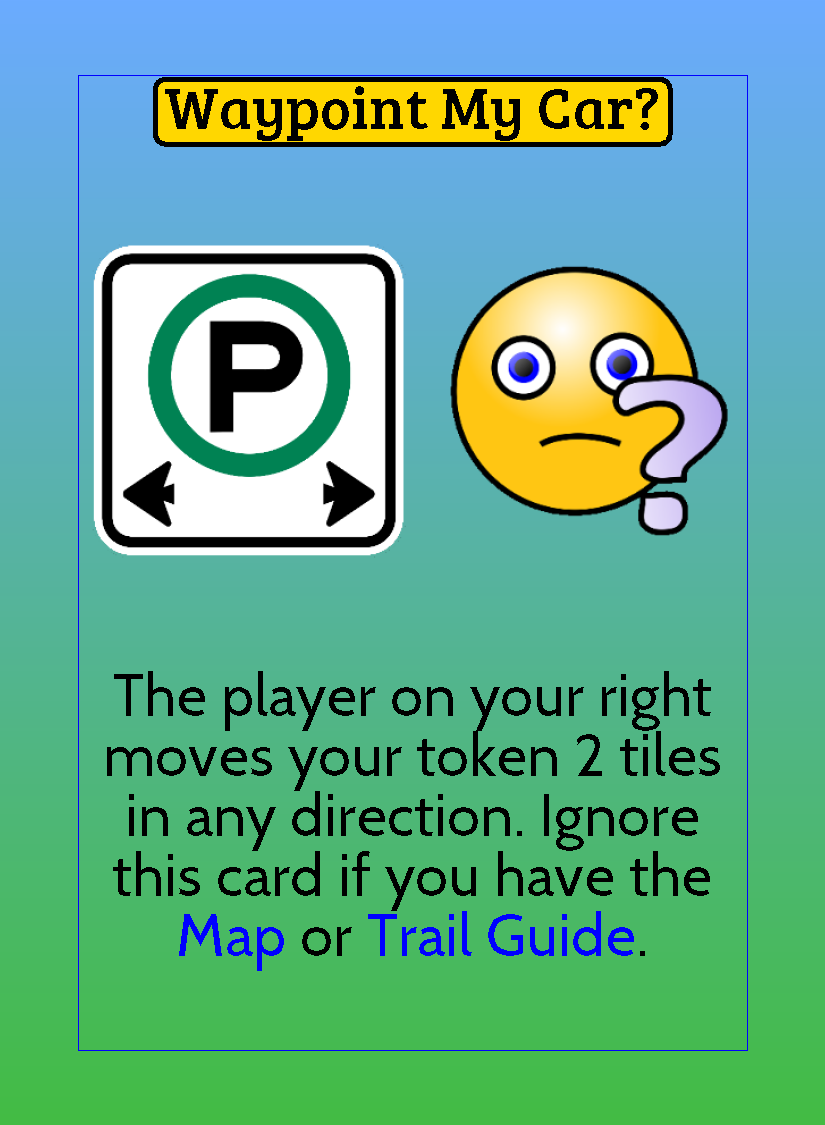 Waypoint My Car?
P
?
The player on your right
moves your token 2 tiles
in any direction. Ignore
this card if you have the
Map or Trail Guide.